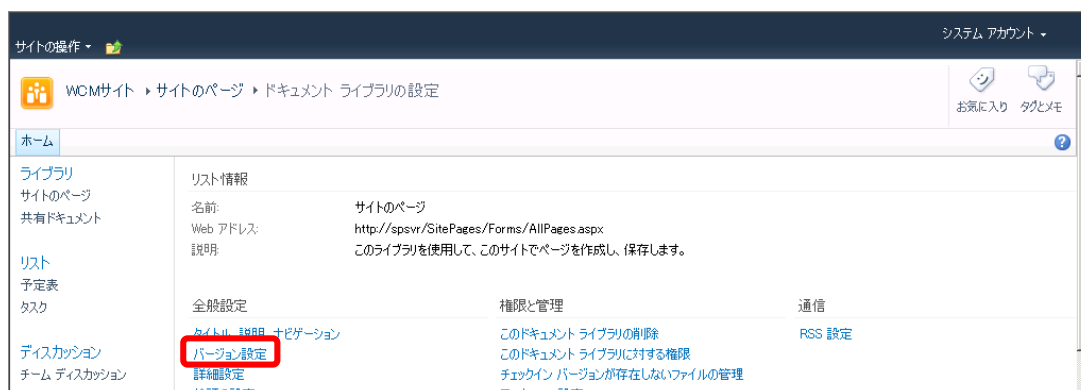 システム アカウント
サイトの操作
WCMサイト サイトのページ ドキュメント ライブラリの設定
お気に入り タグとメモ
ホーム
ライブラリ
サイトのページ
共有ドキュメント
リスト
予定表
タスク
ディスカッション
チーム ディスカッション
リスト情報
名前: サイトのページ
Web アドレス: http://spsvr/SitePages/Forms/AllPages.aspx
説明: このライブラリを使用して、このサイトでページを作成し、保存します。
全般設定
タイトル、説明、ナビゲーション
バージョン設定
詳細設定
権限と管理
このドキュメント ライブラリの削除
このドキュメント ライブラリに対する権限
チェックイン バージョンが存在しないファイルの管理
通信
RSS 設定